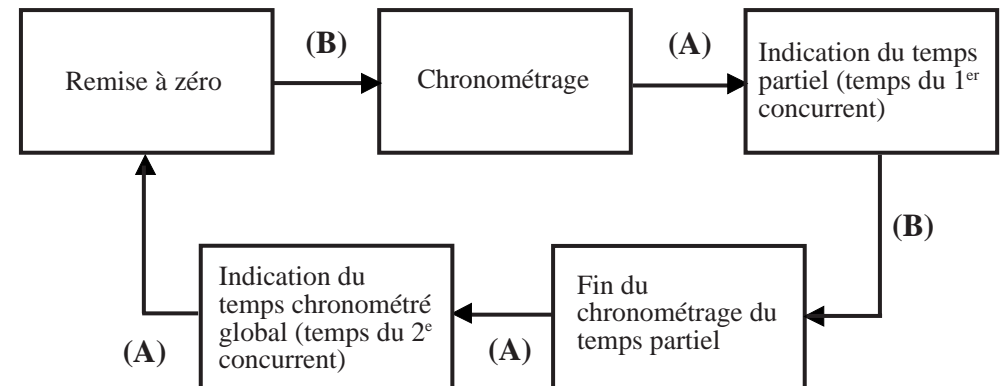 Remise à zéro
(B)
Chronométrage
(A)
Indication du temps
partiel (temps du 1er
concurrent)
(B)
Fin du
chronométrage du
temps partiel
(A)
Indication du
temps chronométré
global (temps du 2e
concurrent)
(A)